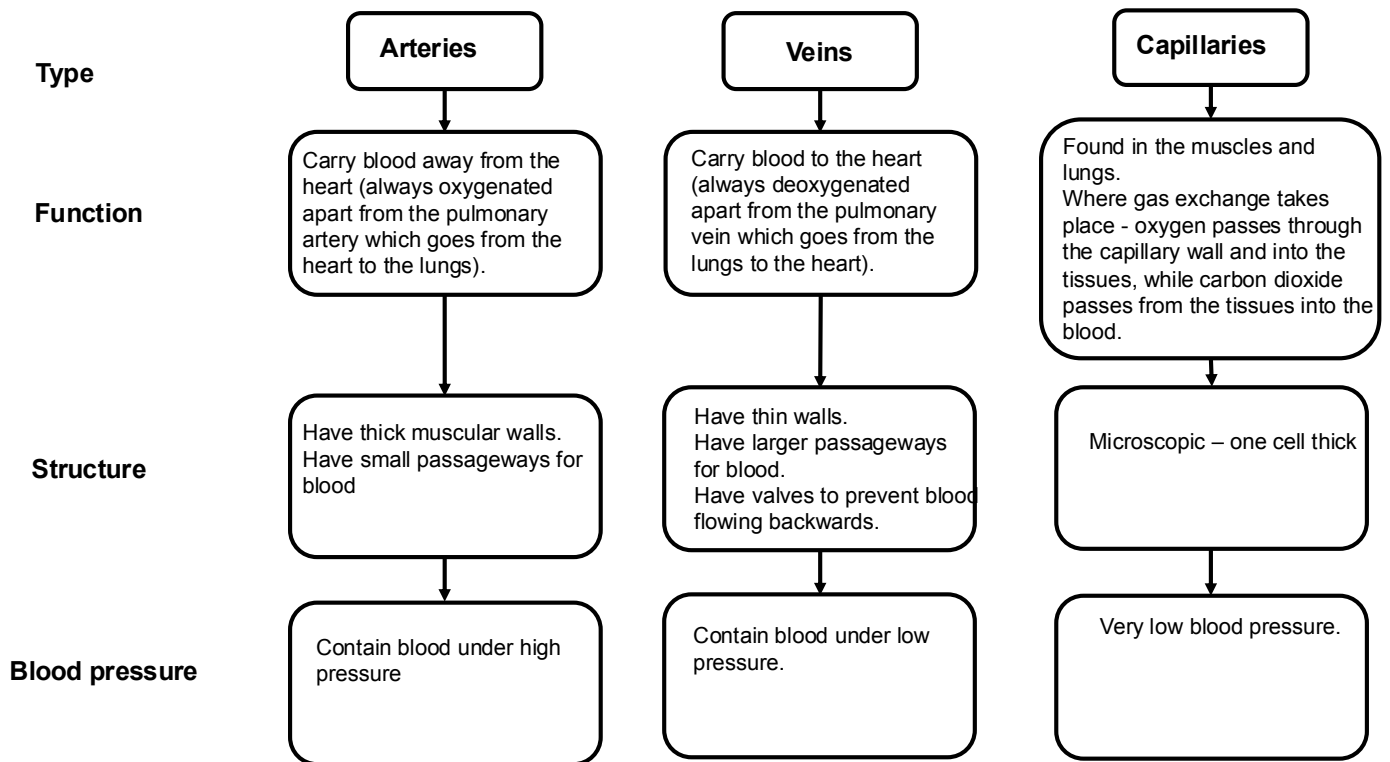 Type
Arteries
Veins
Capillaries
Function
Carry blood away from the
heart (always oxygenated
apart from the pulmonary
artery which goes from the
heart to the lungs).
Carry blood to the heart
(always deoxygenated
apart from the pulmonary
vein which goes from the
lungs to the heart).
Found in the muscles and
lungs.
Where gas exchange takes
place - oxygen passes through
the capillary wall and into the
tissues, while carbon dioxide
passes from the tissues into the
blood.
Structure
Have thick muscular walls.
Have small passageways for
blood
Have thin walls.
Have larger passageways
for blood.
Have valves to prevent blood
flowing backwards.
Microscopic – one cell thick
Blood pressure
Contain blood under high
pressure
Contain blood under low
pressure.
Very low blood pressure.